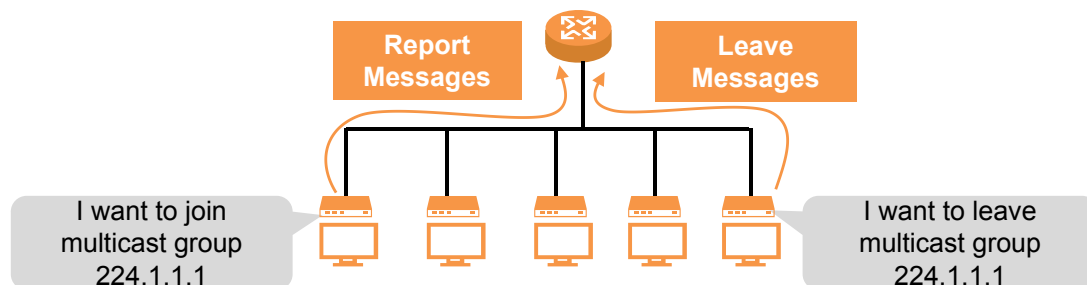 Report
Messages
Leave
Messages
I want to join
multicast group
224.1.1.1
I want to leave
multicast group
224.1.1.1